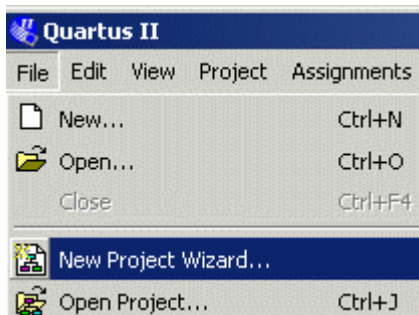 Quartus II
File Edit View Project Assignments
New... Ctrl+N
Open... Ctrl+O
Close Ctrl+F4
New Project Wizard...
Open Project... Ctrl+J